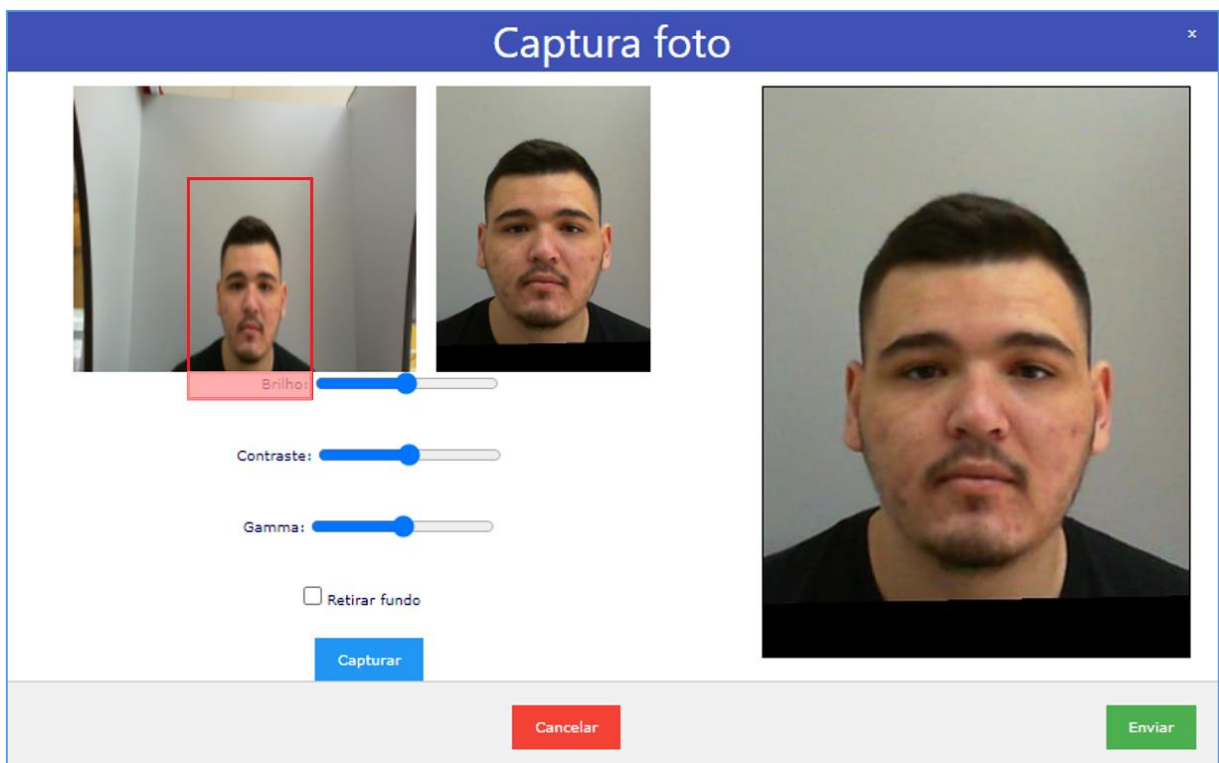 Captura foto
x
Brilho:
Contraste:
Gamma:
Retirar fundo
Capturar
Cancelar
Enviar